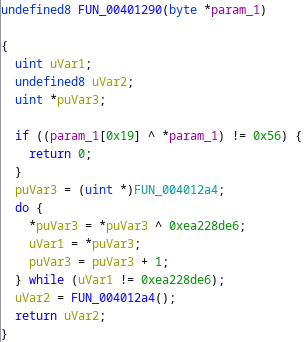 undefined8 FUN_00401290(byte *param_1)
{
uint uVar1;
undefined8 uVar2;
uint *puVar3;
if ((param_1[0x19] ^ *param_1) != 0x56) {
return 0;
}
puVar3 = (uint *)FUN_004012a4;
do {
*puVar3 = *puVar3 ^ 0xea228de6;
uVar1 = *puVar3;
puVar3 = puVar3 + 1;
} while (uVar1 != 0xea228de6);
uVar2 = FUN_004012a4();
return uVar2;
}